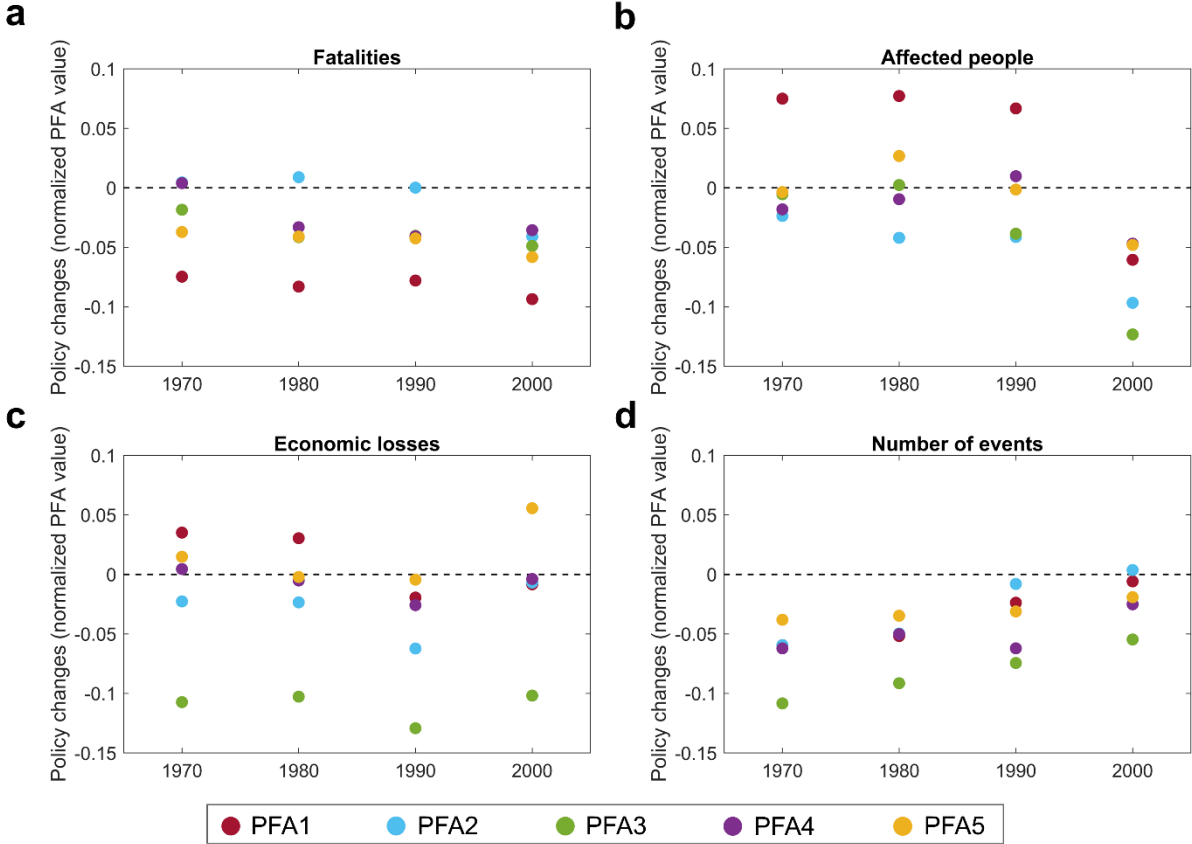 a
Fatalities
Policy changes (normalized PFA value)
0.1
0.05
0
-0.05
-0.1
-0.15
1970 1980 1990 2000
b
Affected people
Policy changes (normalized PFA value)
0.1
0.05
0
-0.05
-0.1
-0.15
1970 1980 1990 2000
c
Economic losses
Policy changes (normalized PFA value)
0.1
0.05
0
-0.05
-0.1
-0.15
1970 1980 1990 2000
d
Number of events
Policy changes (normalized PFA value)
0.1
0.05
0
-0.05
-0.1
-0.15
1970 1980 1990 2000
PFA1 PFA2 PFA3 PFA4 PFA5